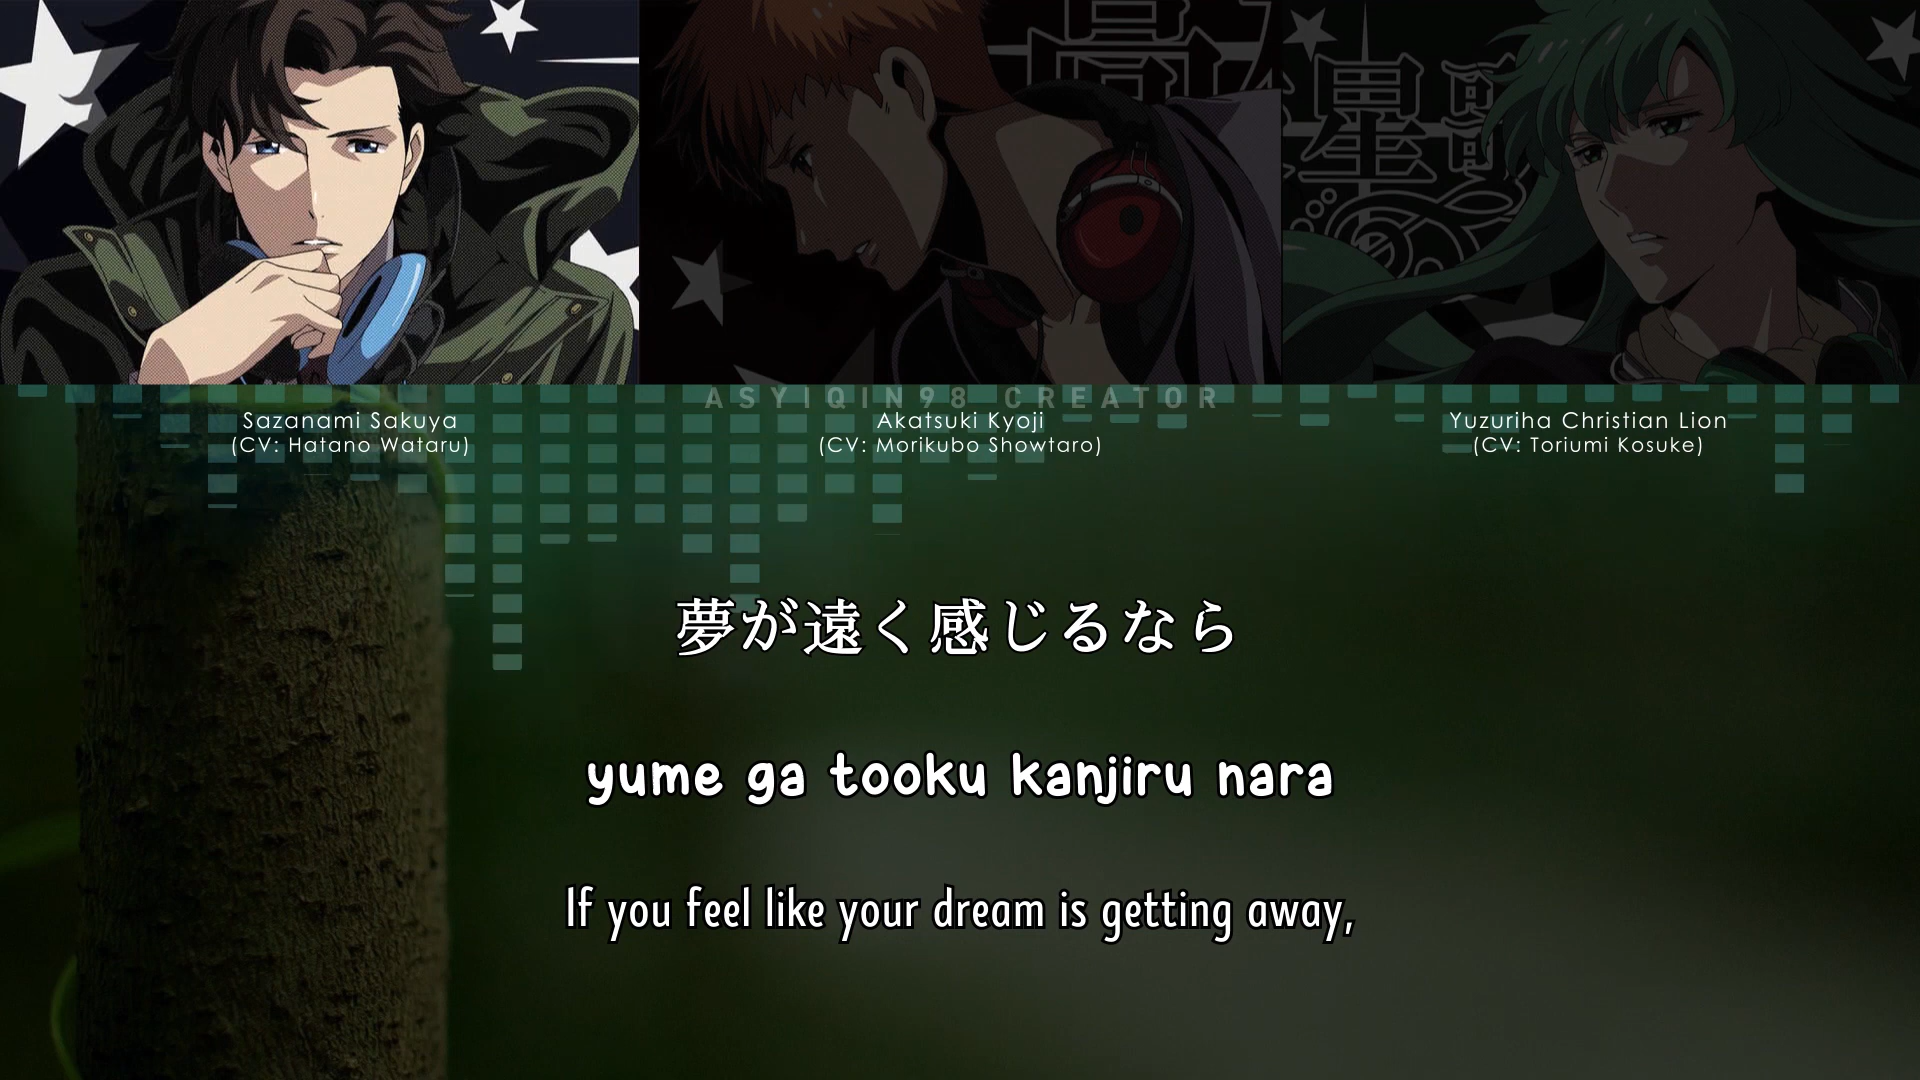 ASYIQIN98 CREATOR
Sazanami Sakuya
(CV: Hatano Wataru)
Akatsuki Kyoji
(CV: Morikubo Showtaro)
Yuzuriha Christian Lion
(CV: Toriumi Kosuke)
夢が遠く感じるなら
yume ga tooku kanjiru nara
If you feel like your dream is getting away,